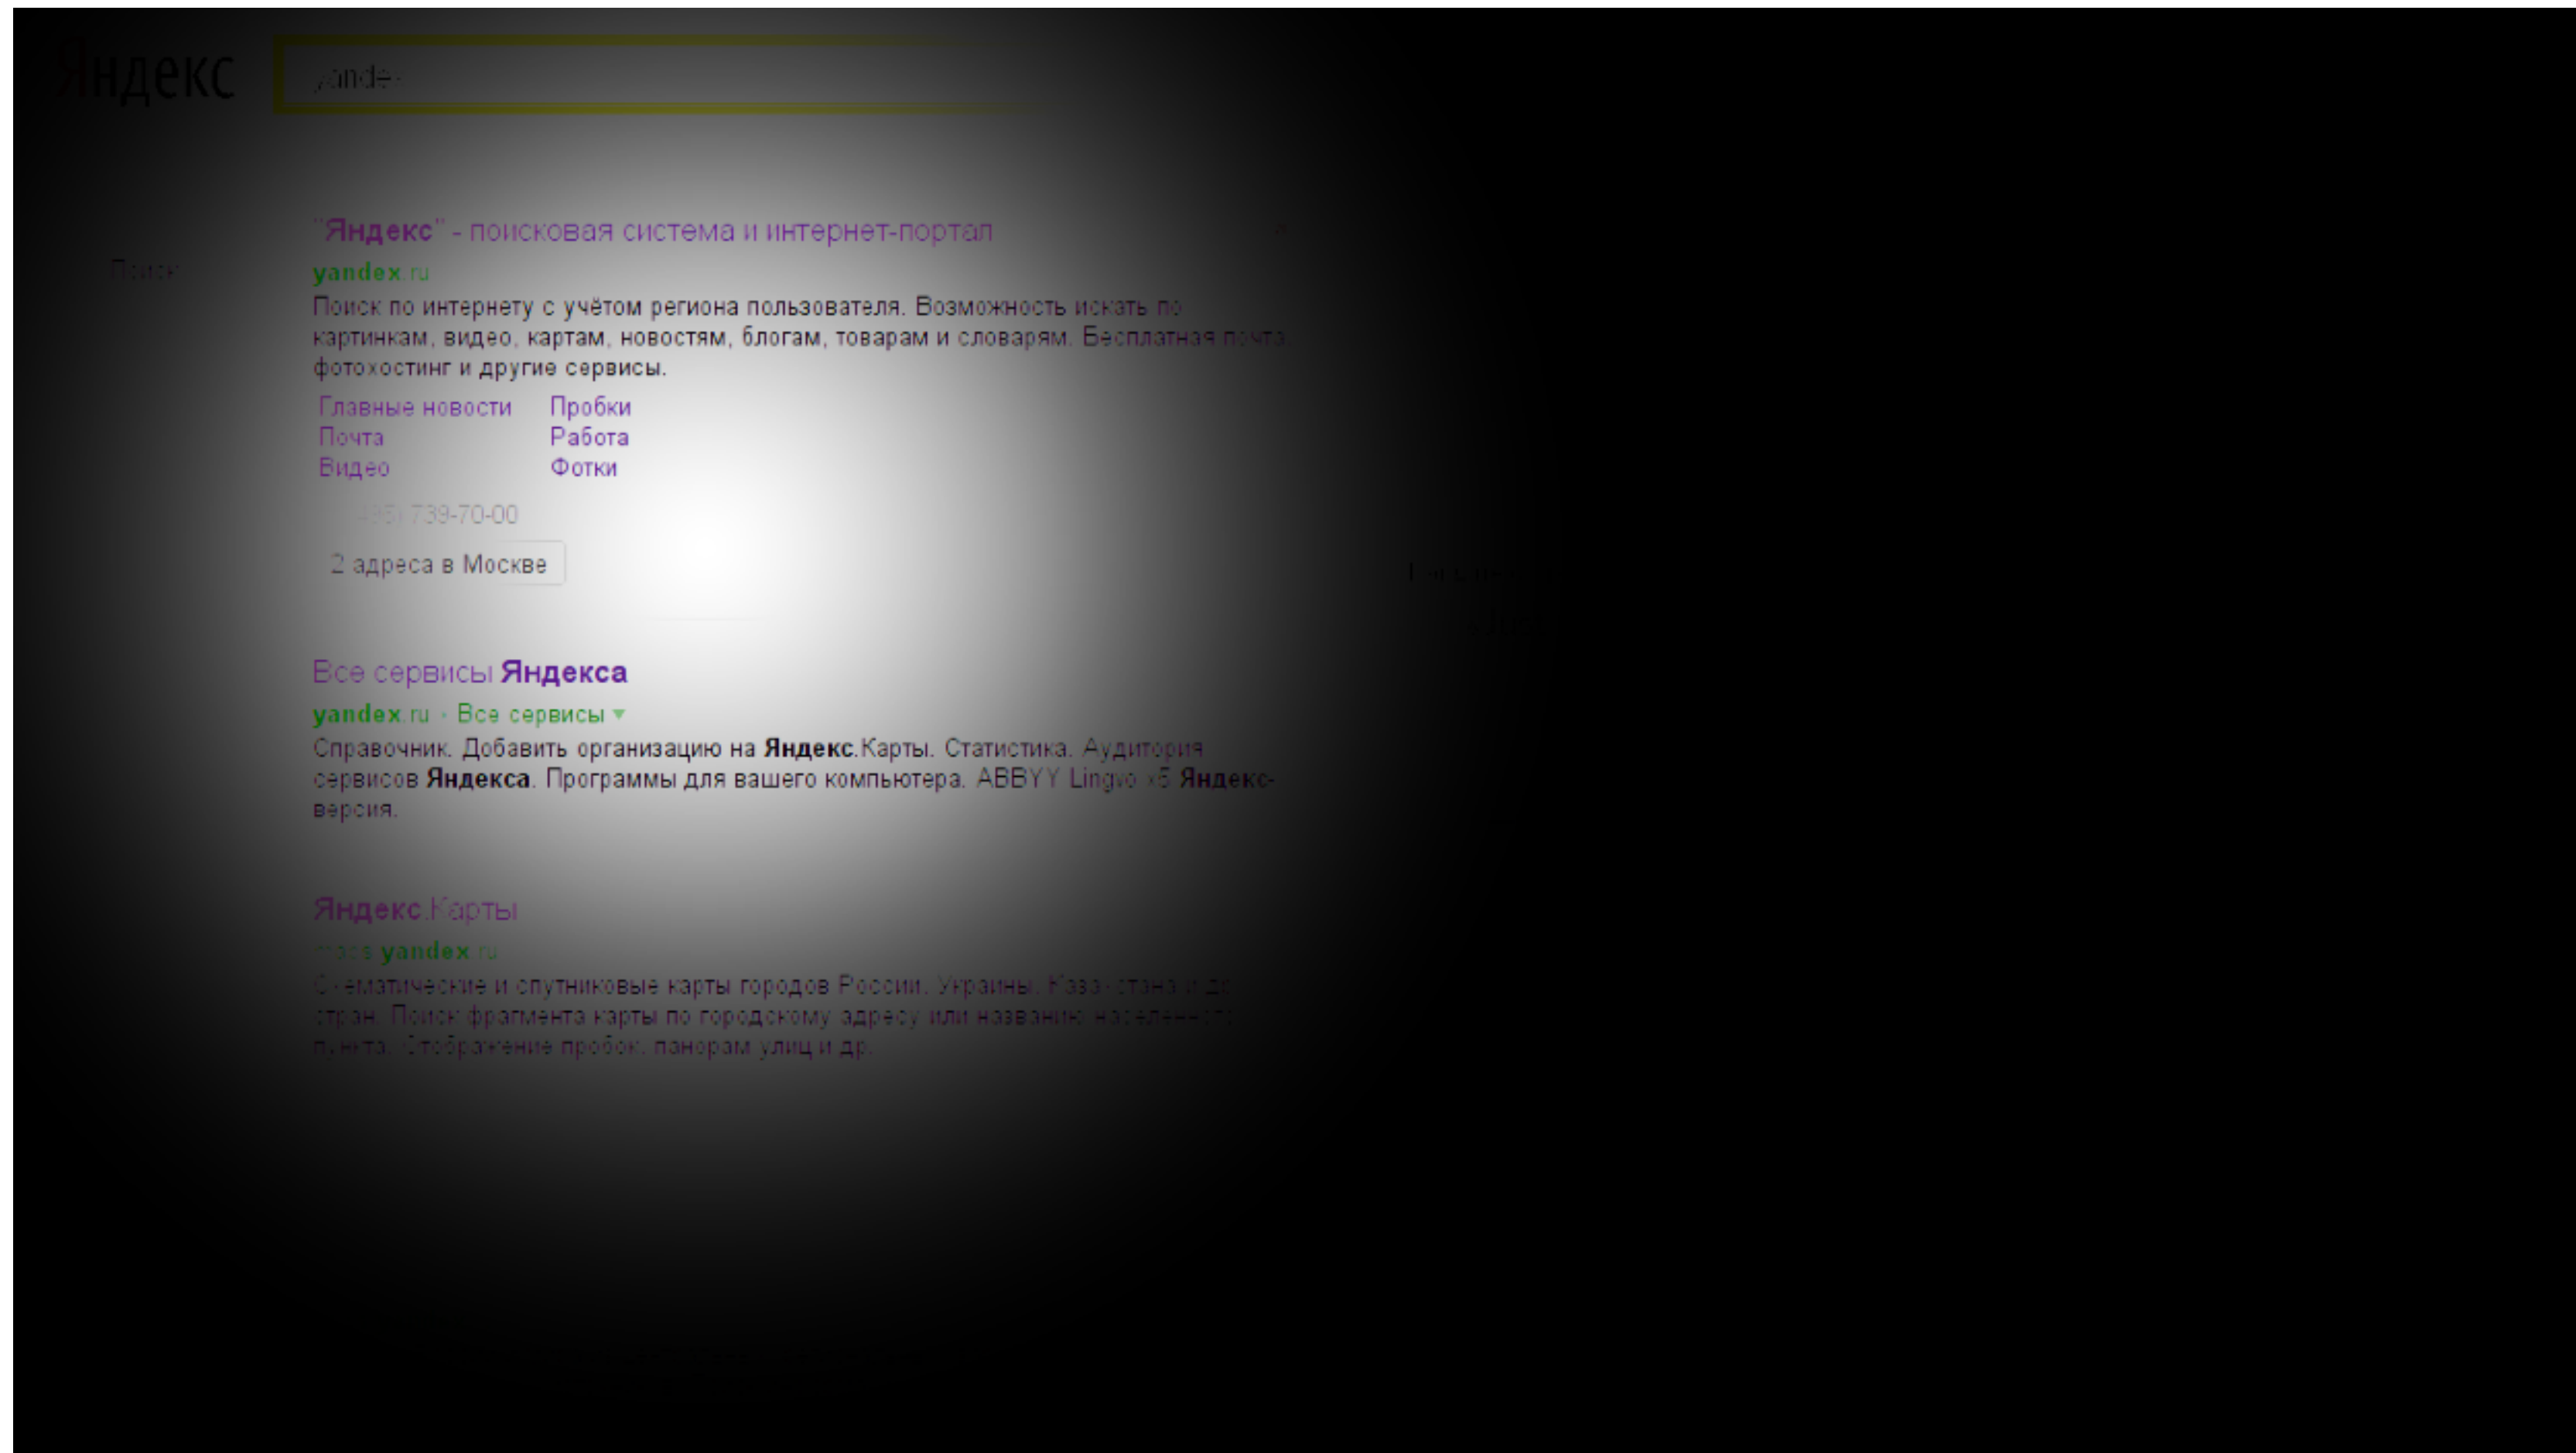 Яндекс
yande
"Яндекс" - поисковая система и интернет-портал
Поиск
yandex.ru
Поиск по интернету с учётом региона пользователя. Возможность искать по
картинкам, видео, картам, новостям, блогам, товарам и словарям. Бесплатная почта,
фотохостинг и другие сервисы.
Главные новости Пробки
Почта Работа
Видео Фотки
495) 739-70-00
2 адреса в Москве
Все сервисы Яндекса
yandex.ru · Все сервисы ▾
Справочник. Добавить организацию на Яндекс.Карты. Статистика. Аудитория
сервисов Яндекса. Программы для вашего компьютера. ABBYY Lingvo x5 Яндекс-
версия.
Яндекс.Карты
maps.yandex.ru
Схематические и спутниковые карты городов России, Украины, Казахстана и др.
стран. Поиск фрагмента карты по городскому адресу или названию населенного
пункта. Отображение пробок, панорам улиц и др.